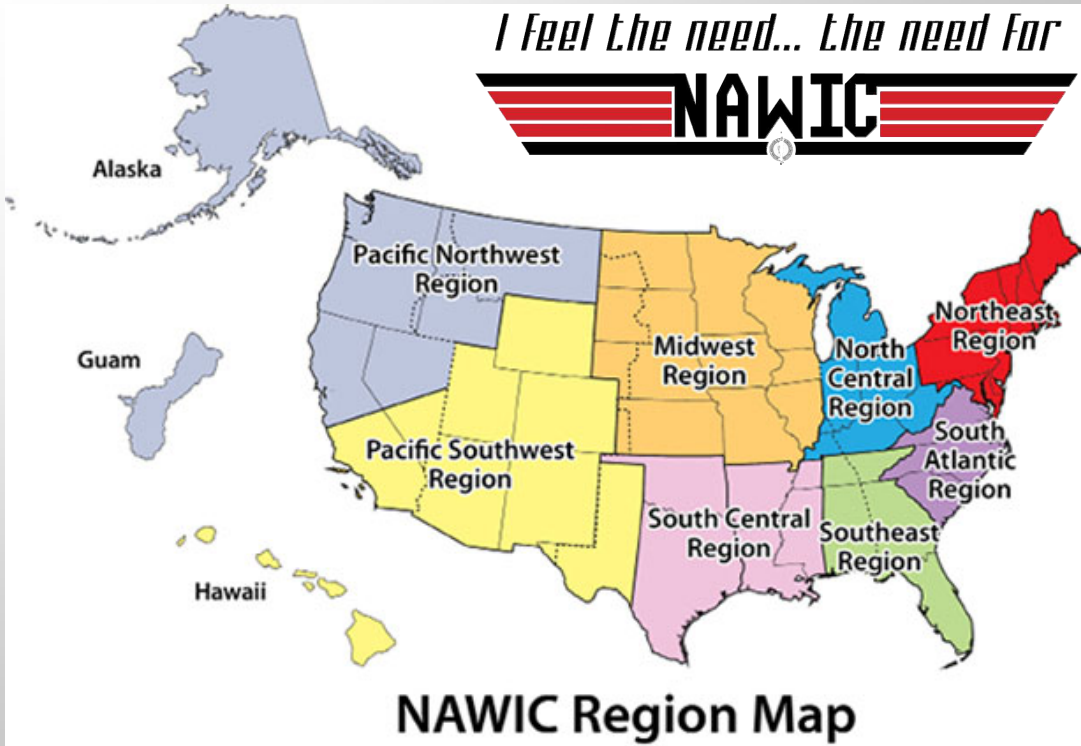 I feel the need... the need for
NAWIC
Alaska
Pacific Northwest
Region
Guam
Midwest
Region
North
Central
Region
Northeast
Region
Pacific Southwest
Region
South
Atlantic
Region
South Central
Region
Southeast
Region
Hawaii
NAWIC Region Map